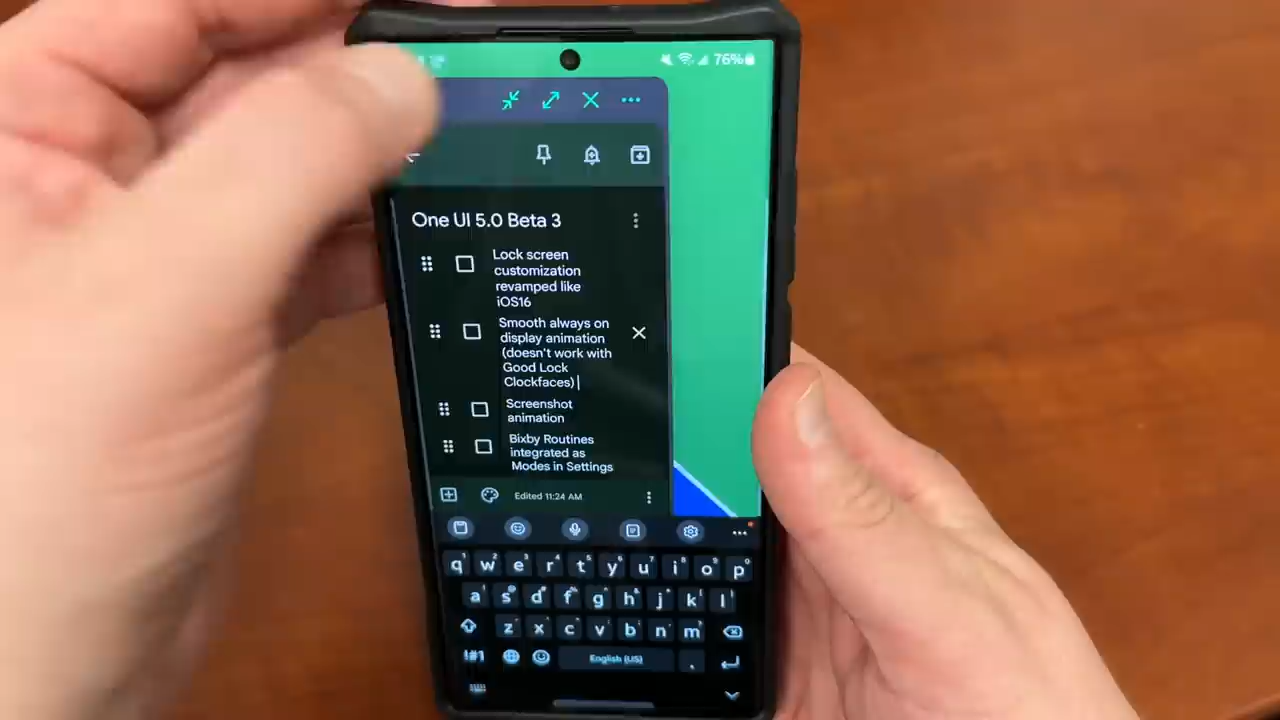 76%
One UI 5.0 Beta 3
Lock screen
customization
revamped like
iOS16
Smooth always on
display animation
(doesn't work with
Good Lock
Clockfaces)
Screenshot
animation
Bixby Routines
integrated as
Modes in Settings
Edited 11:24 AM
q w e r t y u i o p
a s d f g h j k l
z x c v b n m
!#1 English (US) .